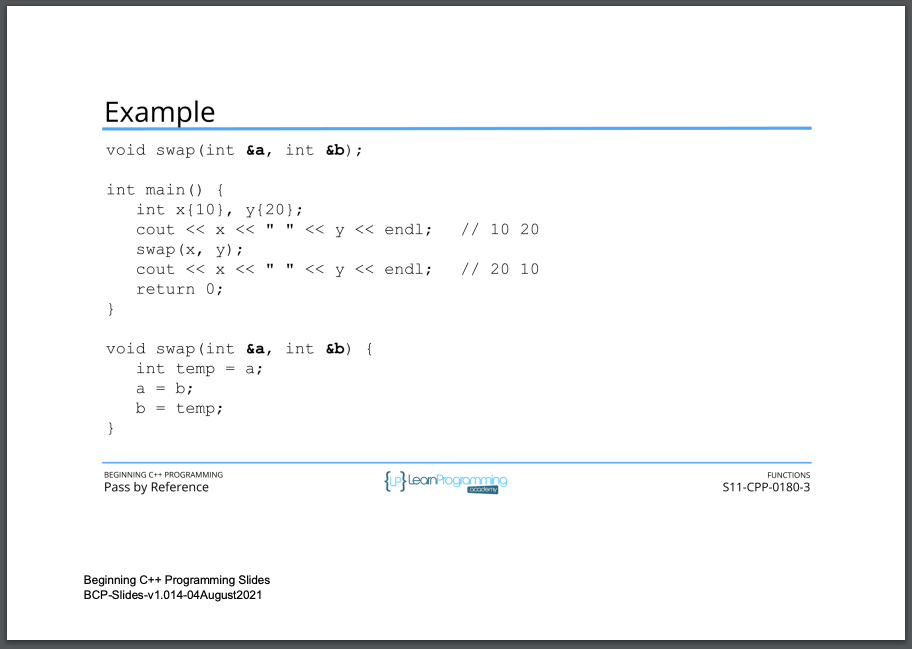 Example
void swap(int &a, int &b);
int main() {
   int x{10}, y{20};
   cout << x << " " << y << endl;   // 10 20
   swap(x, y);
   cout << x << " " << y << endl;   // 20 10
   return 0;
}
void swap(int &a, int &b) {
   int temp = a;
   a = b;
   b = temp;
}
BEGINNING C++ PROGRAMMING
Pass by Reference
{LP} LearnProgramming
academy
FUNCTIONS
S11-CPP-0180-3
Beginning C++ Programming Slides
BCP-Slides-v1.014-04August2021